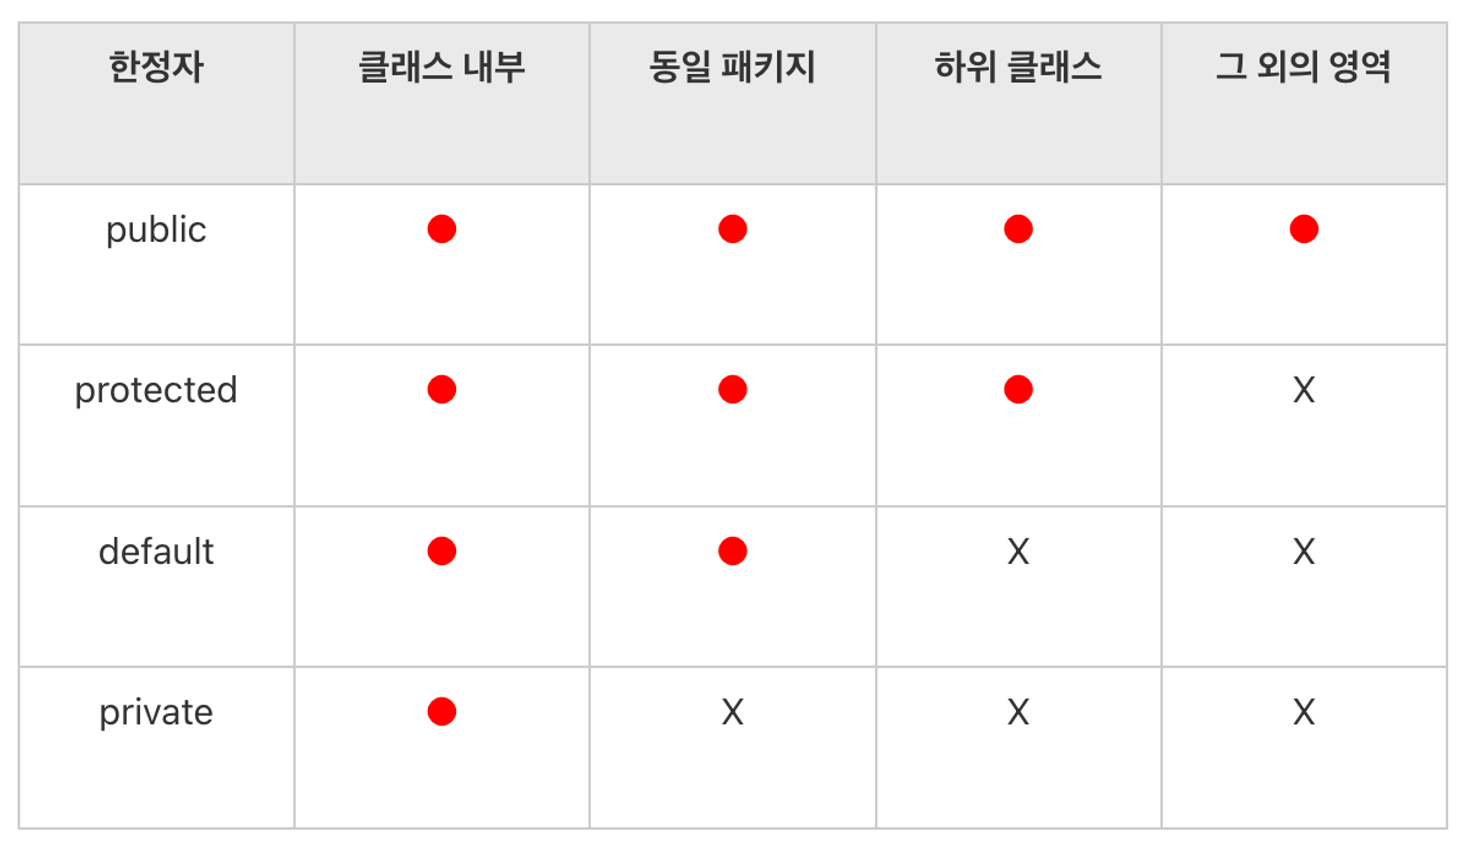 한정자 클래스 내부 동일 패키지 하위 클래스 그 외의 영역
public ● ● ● ●
protected ● ● ● X
default ● ● X X
private ● X X X